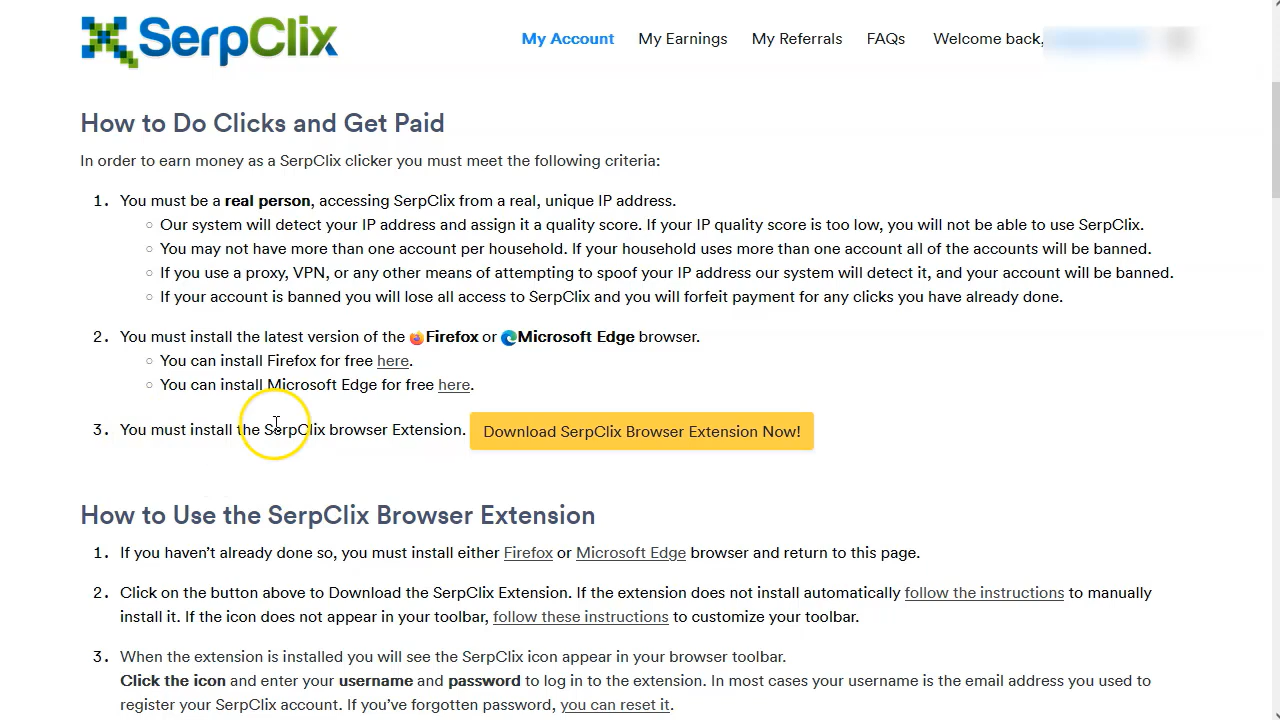 SerpClix
My Account My Earnings My Referrals FAQs Welcome back,
How to Do Clicks and Get Paid
In order to earn money as a SerpClix clicker you must meet the following criteria:
1. You must be a real person, accessing SerpClix from a real, unique IP address.
○ Our system will detect your IP address and assign it a quality score. If your IP quality score is too low, you will not be able to use SerpClix.
○ You may not have more than one account per household. If your household uses more than one account all of the accounts will be banned.
○ If you use a proxy, VPN, or any other means of attempting to spoof your IP address our system will detect it, and your account will be banned.
○ If your account is banned you will lose all access to SerpClix and you will forfeit payment for any clicks you have already done.
2. You must install the latest version of the Firefox or Microsoft Edge browser.
○ You can install Firefox for free here.
○ You can install Microsoft Edge for free here.
3. You must install the SerpClix browser Extension. Download SerpClix Browser Extension Now!
How to Use the SerpClix Browser Extension
1. If you haven’t already done so, you must install either Firefox or Microsoft Edge browser and return to this page.
2. Click on the button above to Download the SerpClix Extension. If the extension does not install automatically follow the instructions to manually
install it. If the icon does not appear in your toolbar, follow these instructions to customize your toolbar.
3. When the extension is installed you will see the SerpClix icon appear in your browser toolbar.
Click the icon and enter your username and password to log in to the extension. In most cases your username is the email address you used to
register your SerpClix account. If you’ve forgotten password, you can reset it.